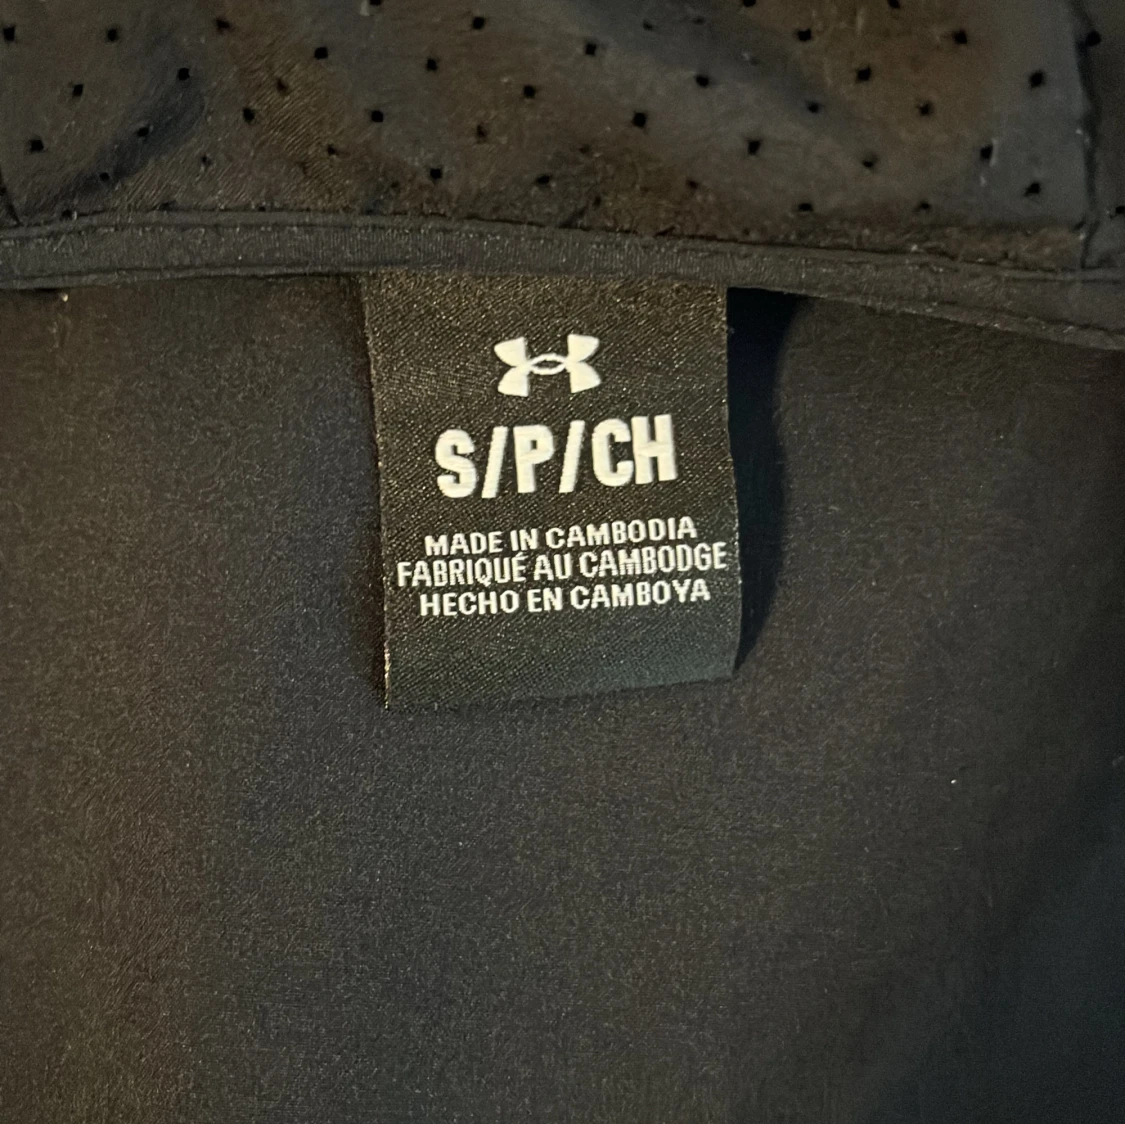 S/P/CH
MADE IN CAMBODIA
FABRIQUÉ AU CAMBODGE
HECHO EN CAMBOYA